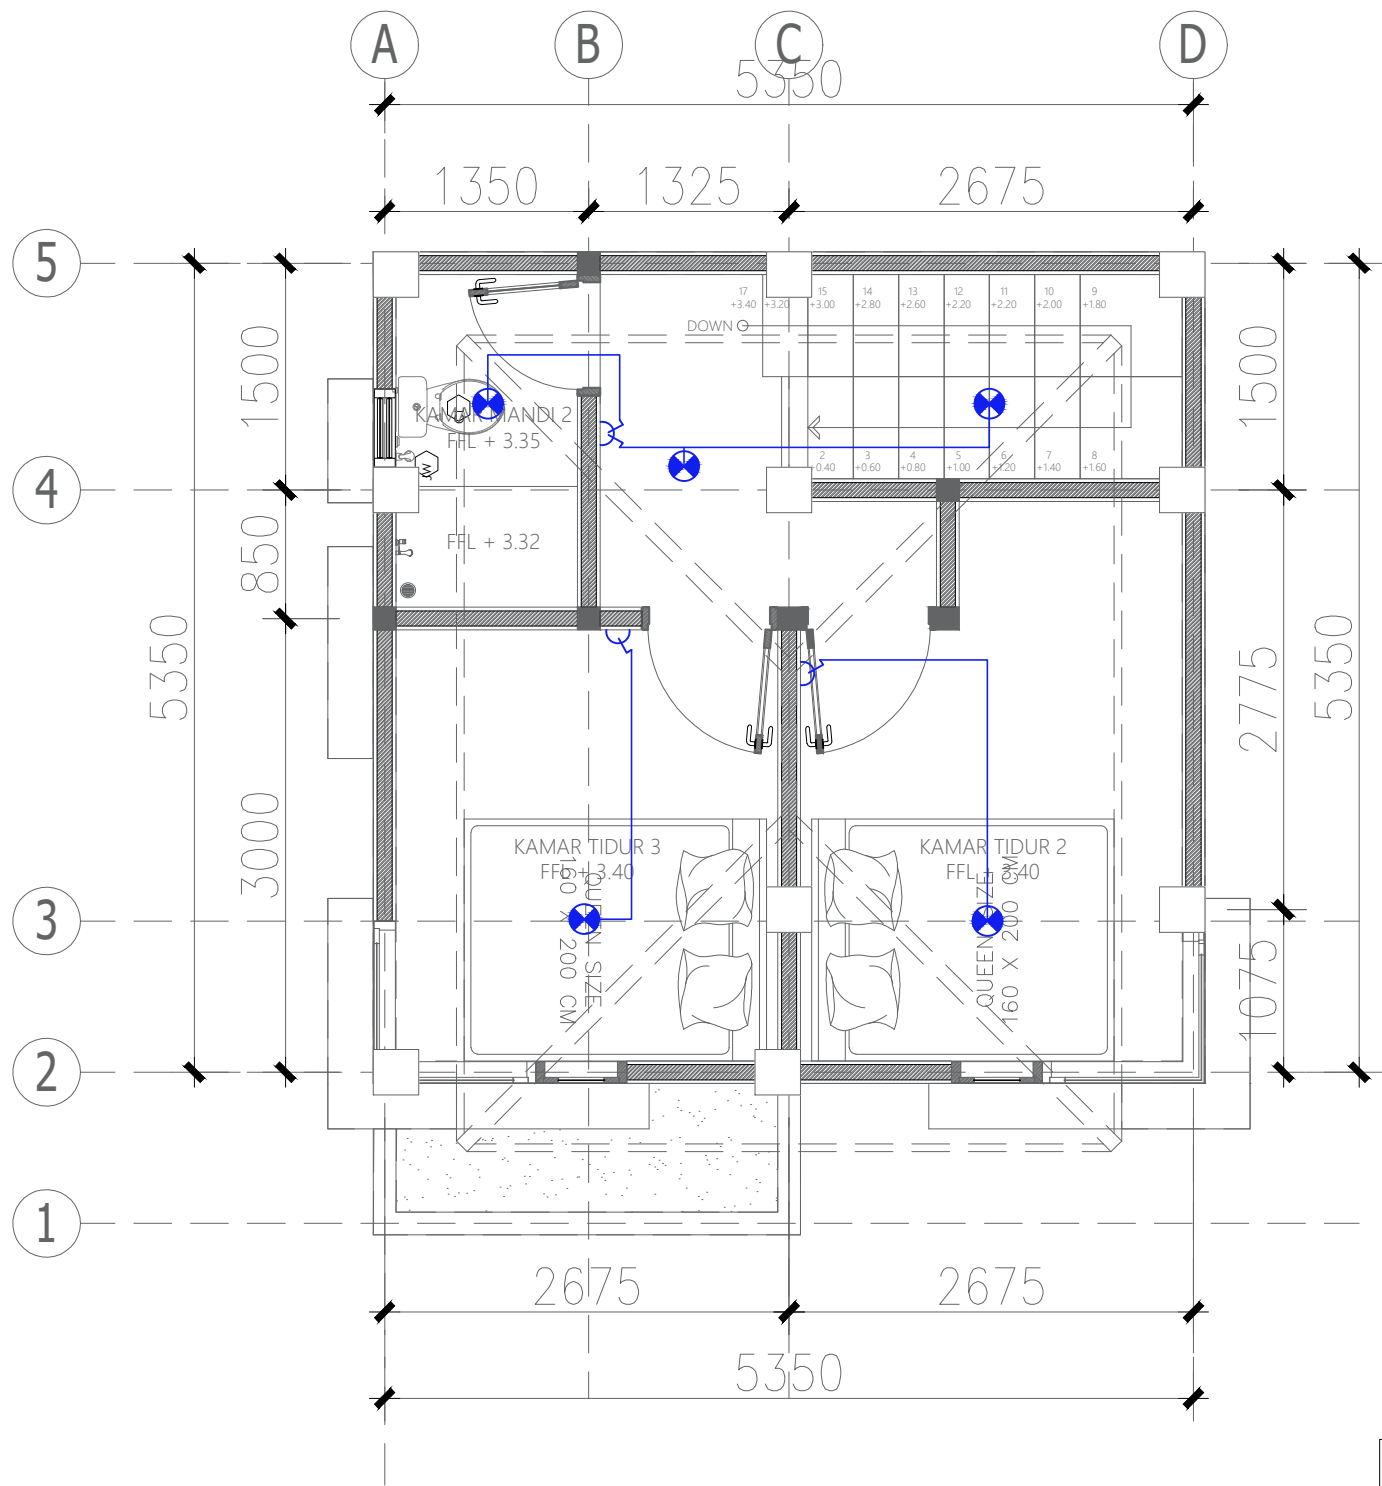 A B C D
5350
1350 1325 2675
5
17 15 14 13 12 11 10 9
+3.40 +3.20 +3.00 +2.80 +2.60 +2.20 +2.20 +2.00 +1.80
DOWN
1500 1500
KAMAR MANDI 2
FFL + 3.35
2 3 4 5 6 7 8
+0.40 +0.60 +0.80 +1.00 +1.20 +1.40 +1.60
4
850
FFL + 3.32
5350 5350
2775
3000
KAMAR TIDUR 3
FFL + 3.40
QUEEN SIZE
160 X 200 CM
KAMAR TIDUR 2
FFL + 3.40
QUEEN SIZE
160 X 200 CM
3
1075
2
1
2675 2675
5350